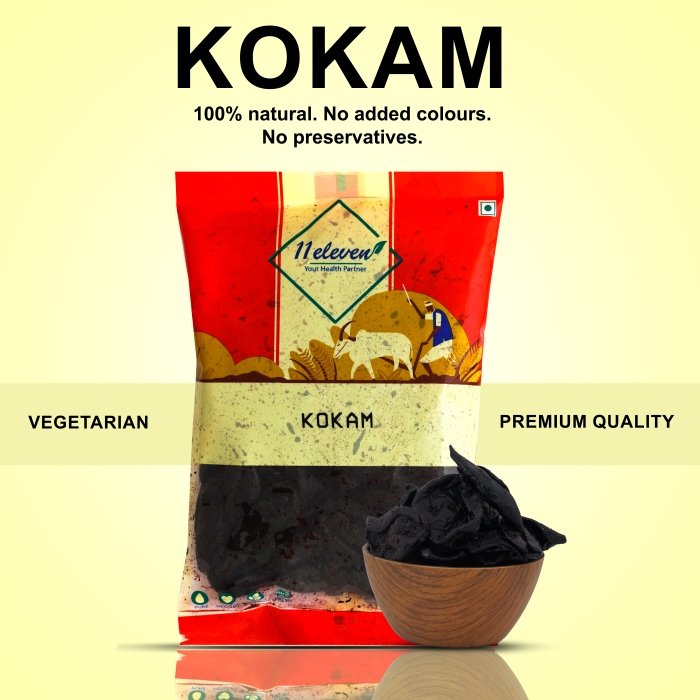 KOKAM
100% natural. No added colours.
No preservatives.
11eleven
Your Health Partner
VEGETARIAN
KOKAM
PREMIUM QUALITY